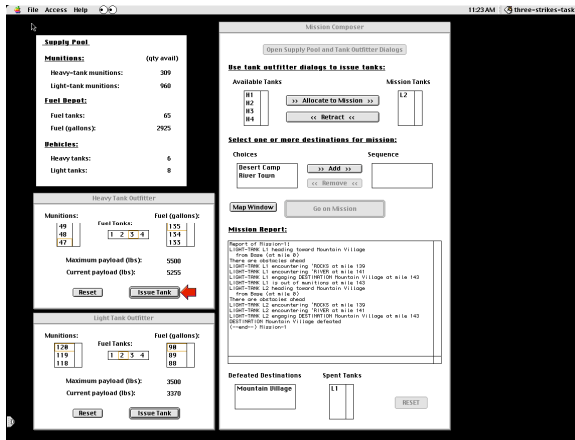 File Access Help
11:23AM three-strikes-task
Supply Pool
Munitions: (qty avail)
Heavy-tank munitions: 309
Light-tank munitions: 960
Fuel Depot:
Fuel tanks: 65
Fuel (gallons): 2925
Vehicles:
Heavy tanks: 6
Light tanks: 8
Heavy Tank Outfitter
Munitions: Fuel Tanks: Fuel (gallons):
49 135
48 1 2 3 4 134
47 133
Maximum payload (lbs): 5500
Current payload (lbs): 5255
Reset Issue Tank
Light Tank Outfitter
Munitions: Fuel Tanks: Fuel (gallons):
120 90
119 1 2 3 4 89
118 88
Maximum payload (lbs): 3500
Current payload (lbs): 3370
Reset Issue Tank
Mission Composer
Open Supply Pool and Tank Outfitter Dialogs
Use tank outfitter dialogs to issue tanks:
Available Tanks Mission Tanks
H1 L2
H2 >> Allocate to Mission >>
H3
H4 << Retract <<
Select one or more destinations for mission:
Choices Sequence
Desert Camp >> Add >>
River Town
<< Remove <<
Map Window Go on Mission
Mission Report:
Report of Mission-1:
LIGHT-TANK L1 heading toward Mountain Village
from Base (at mile 0)
There are obstacles ahead
LIGHT-TANK L1 encountering 'ROCKS at mile 139
LIGHT-TANK L1 encountering 'RIVER at mile 141
LIGHT-TANK L1 engaging DESTINATION Mountain Village at mile 143
LIGHT-TANK L1 is out of munitions at mile 143
LIGHT-TANK L2 heading toward Mountain Village
from Base (at mile 0)
There are obstacles ahead
LIGHT-TANK L2 encountering 'ROCKS at mile 139
LIGHT-TANK L2 encountering 'RIVER at mile 141
LIGHT-TANK L2 engaging DESTINATION Mountain Village at mile 143
DESTINATION Mountain Village defeated
(--end--) Mission-1
Defeated Destinations Spent Tanks
Mountain Village L1
RESET